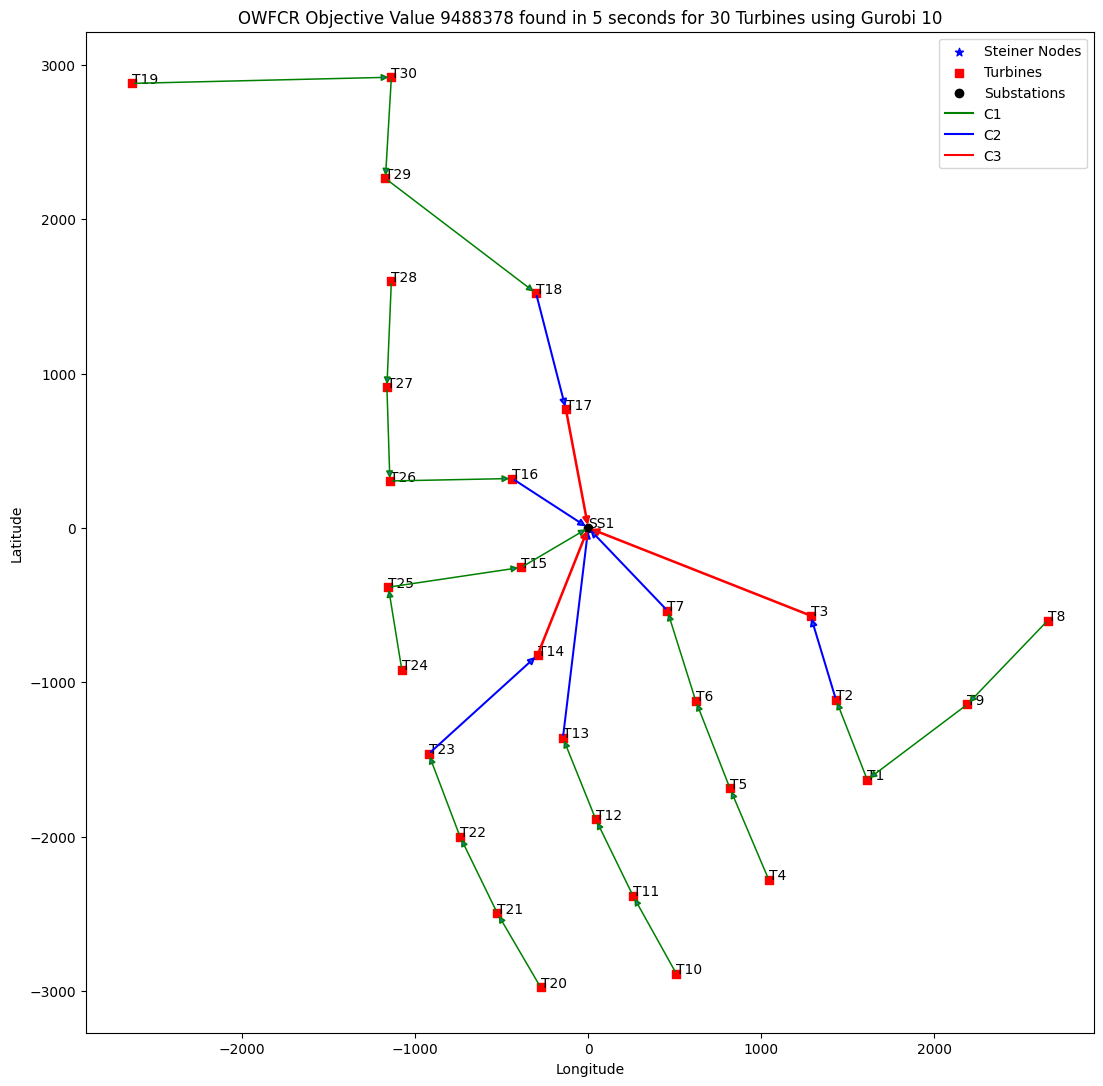 OWFCR Objective Value 9488378 found in 5 seconds for 30 Turbines using Gurobi 10
Steiner Nodes
Turbines
Substations
C1
C2
C3
3000
2000
1000
0
−1000
−2000
−3000
Latitude
T19
T30
T29
T28
T18
T27
T17
T26
T16
SS1
T15
T25
T7
T3
T8
T14
T24
T6
T2
T9
T13
T23
T1
T5
T12
T22
T4
T11
T21
T10
T20
−2000
−1000
0
1000
2000
Longitude